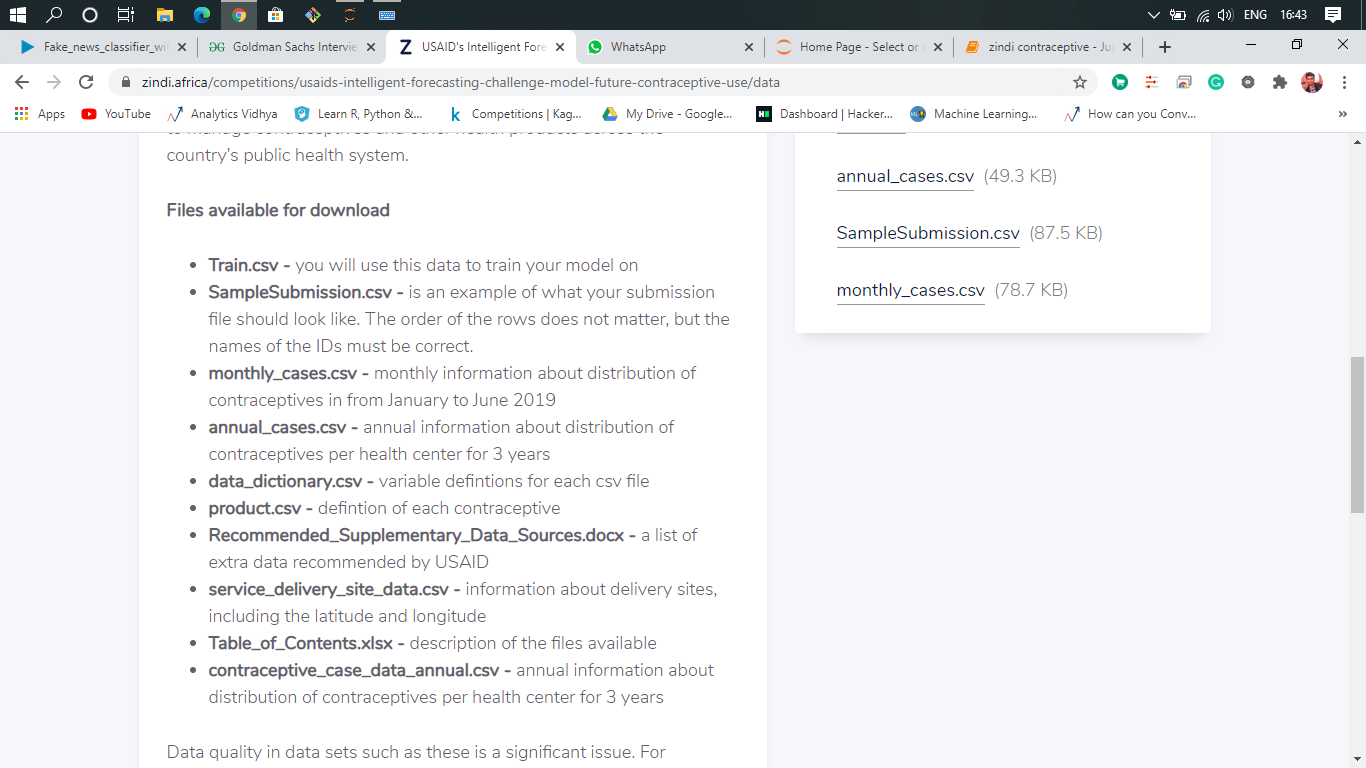 ENG 16:43
Fake_news_classifier_wi
Goldman Sachs Intervie
USAID's Intelligent Fore
WhatsApp
Home Page - Select or
zindi contraceptive - Ju
zindi.africa/competitions/usaids-intelligent-forecasting-challenge-model-future-contraceptive-use/data
Apps
YouTube
Analytics Vidhya
Learn R, Python &...
Competitions | Kag...
My Drive - Google...
Dashboard | Hacker...
Machine Learning...
How can you Conv...
to manage contraceptives and other health products across the
country's public health system.
Files available for download
Train.csv - you will use this data to train your model on
SampleSubmission.csv - is an example of what your submission
file should look like. The order of the rows does not matter, but the
names of the IDs must be correct.
monthly_cases.csv - monthly information about distribution of
contraceptives in from January to June 2019
annual_cases.csv - annual information about distribution of
contraceptives per health center for 3 years
data_dictionary.csv - variable defintions for each csv file
product.csv - defintion of each contraceptive
Recommended_Supplementary_Data_Sources.docx - a list of
extra data recommended by USAID
service_delivery_site_data.csv - information about delivery sites,
including the latitude and longitude
Table_of_Contents.xlsx - description of the files available
contraceptive_case_data_annual.csv - annual information about
distribution of contraceptives per health center for 3 years
Data quality in data sets such as these is a significant issue. For
annual_cases.csv (49.3 KB)
SampleSubmission.csv (87.5 KB)
monthly_cases.csv (78.7 KB)